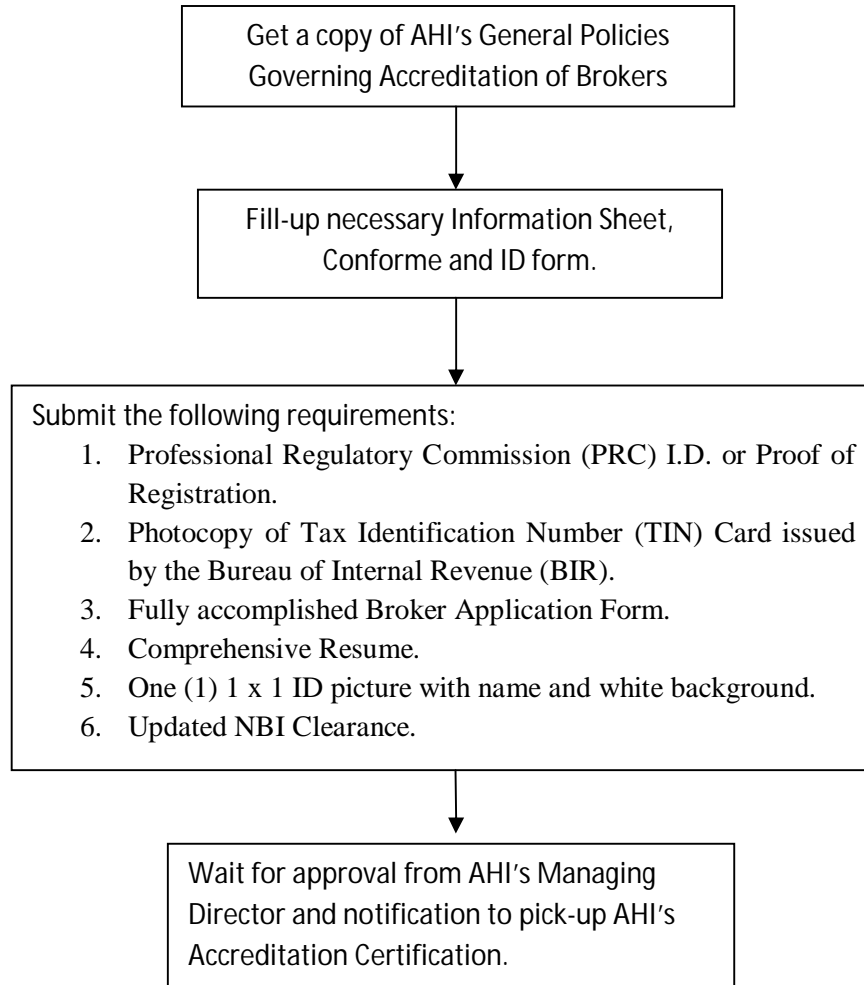 Get a copy of AHI's General Policies
Governing Accreditation of Brokers
Fill-up necessary Information Sheet,
Conforme and ID form.
Submit the following requirements:
1. Professional Regulatory Commission (PRC) I.D. or Proof of
Registration.
2. Photocopy of Tax Identification Number (TIN) Card issued
by the Bureau of Internal Revenue (BIR).
3. Fully accomplished Broker Application Form.
4. Comprehensive Resume.
5. One (1) 1 x 1 ID picture with name and white background.
6. Updated NBI Clearance.
Wait for approval from AHI's Managing
Director and notification to pick-up AHI's
Accreditation Certification.